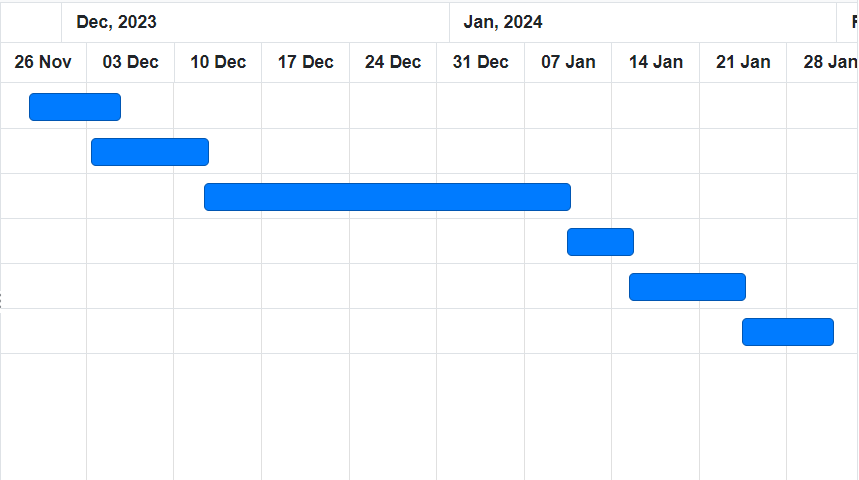 Dec, 2023 Jan, 2024
26 Nov 03 Dec 10 Dec 17 Dec 24 Dec 31 Dec 07 Jan 14 Jan 21 Jan 28 Jan